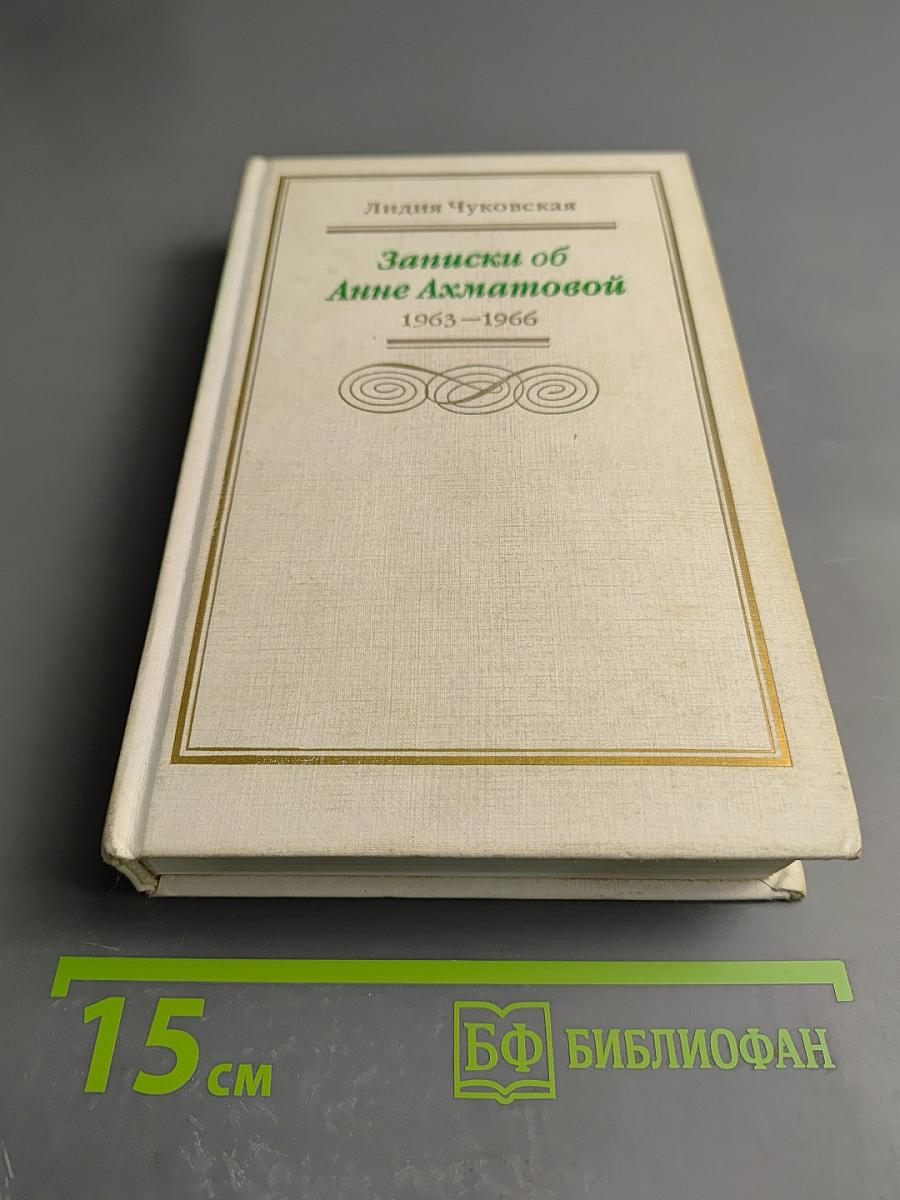 Лидия Чуковская
Записки об
Анне Ахматовой
1963—1966
15 см
БФ БИБЛИОФАН